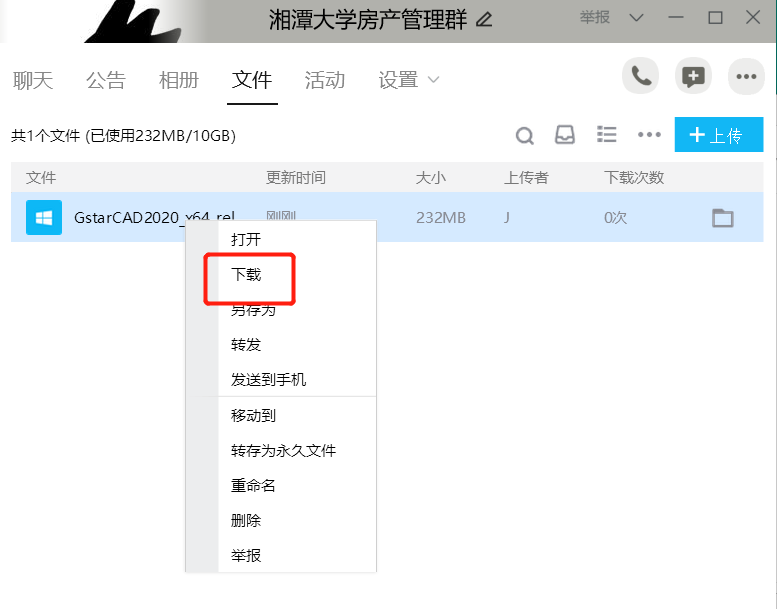 湘潭大学房产管理群
举报
聊天 公告 相册 文件 活动 设置
共1个文件 (已使用232MB/10GB)
上传
文件 更新时间 大小 上传者 下载次数
GstarCAD2020_x64_rel 刚刚 232MB J 0次
打开
下载
另存为
转发
发送到手机
移动到
转存为永久文件
重命名
删除
举报